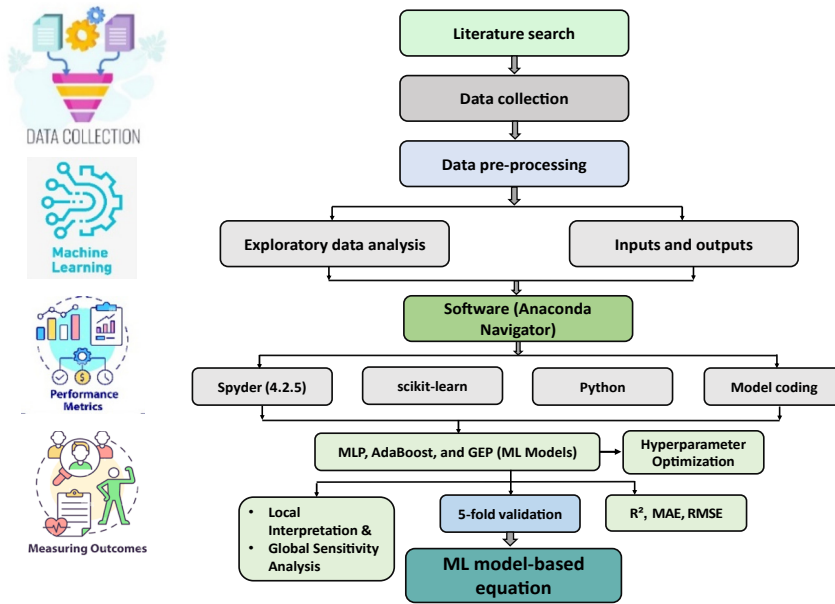 DATA COLLECTION
Machine
Learning
Performance
Metrics
Measuring Outcomes
Literature search
Data collection
Data pre-processing
Exploratory data analysis
Inputs and outputs
Software (Anaconda
Navigator)
Spyder (4.2.5)
scikit-learn
Python
Model coding
MLP, AdaBoost, and GEP (ML Models)
Hyperparameter
Optimization
• Local
Interpretation &
• Global Sensitivity
Analysis
5-fold validation
R², MAE, RMSE
ML model-based
equation